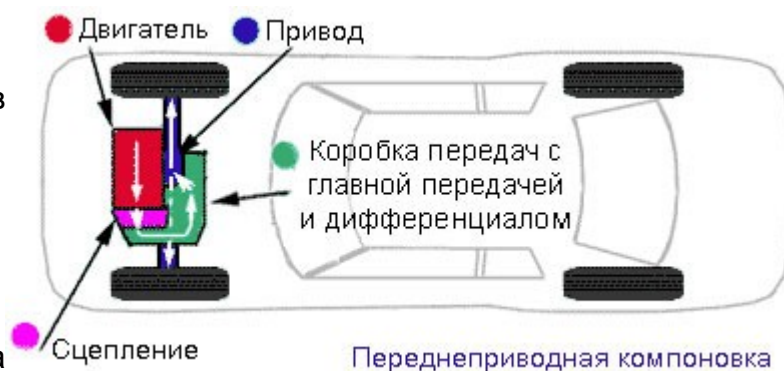 Двигатель
Привод
в
Коробка передач с
главной передачей
и дифференциалом
Сцепление
а
Переднеприводная компоновка